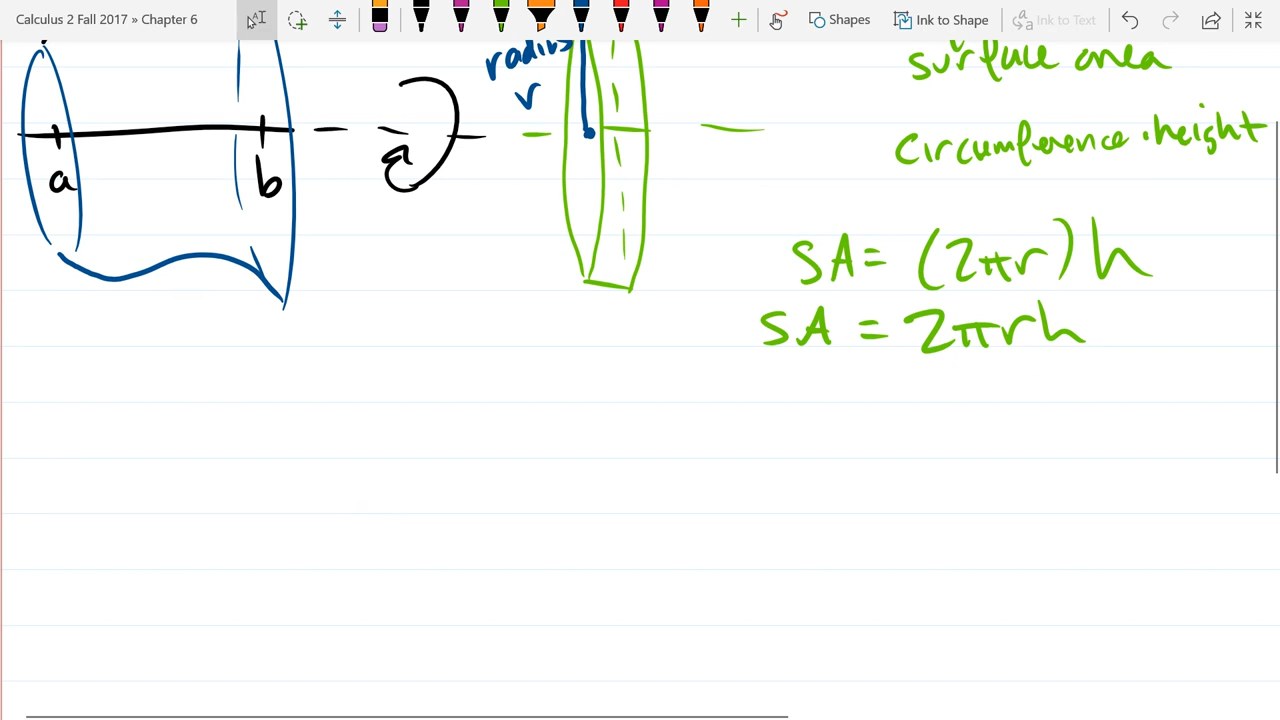 Calculus 2 Fall 2017 » Chapter 6
Shapes
Ink to Shape
Ink to Text
radius
r
a
b
surface area
circumference · height
SA = (2πr)h
SA = 2πrh